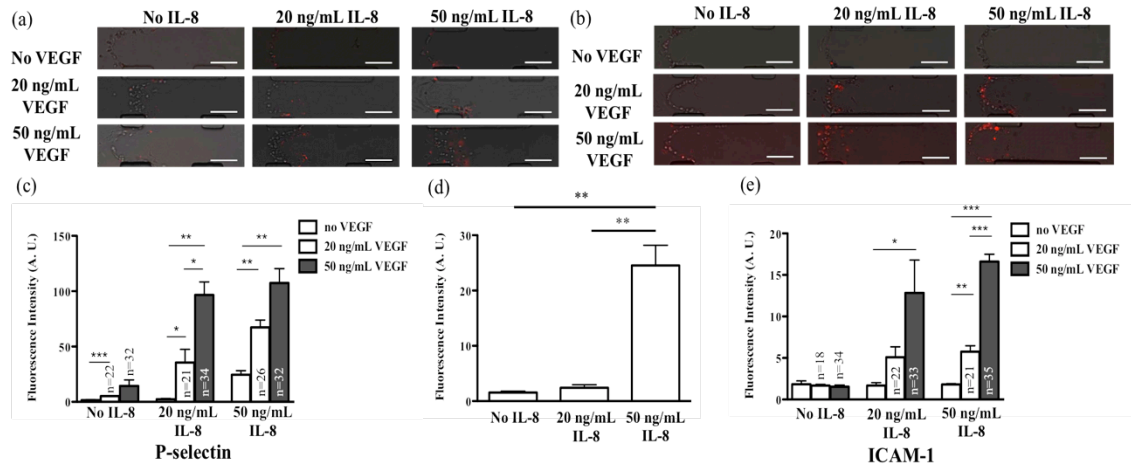 (a)
No IL-8 20 ng/mL IL-8 50 ng/mL IL-8
No VEGF
20 ng/mL
VEGF
50 ng/mL
VEGF
(b)
No IL-8 20 ng/mL IL-8 50 ng/mL IL-8
No VEGF
20 ng/mL
VEGF
50 ng/mL
VEGF
(c)
Fluorescence Intensity (A. U.)
150
100
50
0
no VEGF
20 ng/mL VEGF
50 ng/mL VEGF
*** ** * * ** **
n=22 n=32 n=21 n=34 n=26 n=32
No IL-8 20 ng/mL 50 ng/mL
IL-8 IL-8
P-selectin
(d)
**
**
Fluorescence Intensity (A. U.)
30
20
10
0
No IL-8 20 ng/mL 50 ng/mL
IL-8 IL-8
(e)
Fluorescence Intensity (A. U.)
20
15
10
5
0
no VEGF
20 ng/mL VEGF
50 ng/mL VEGF
* *** *** **
n=18 n=34 n=22 n=33 n=21 n=35
No IL-8 20 ng/mL 50 ng/mL
IL-8 IL-8
ICAM-1